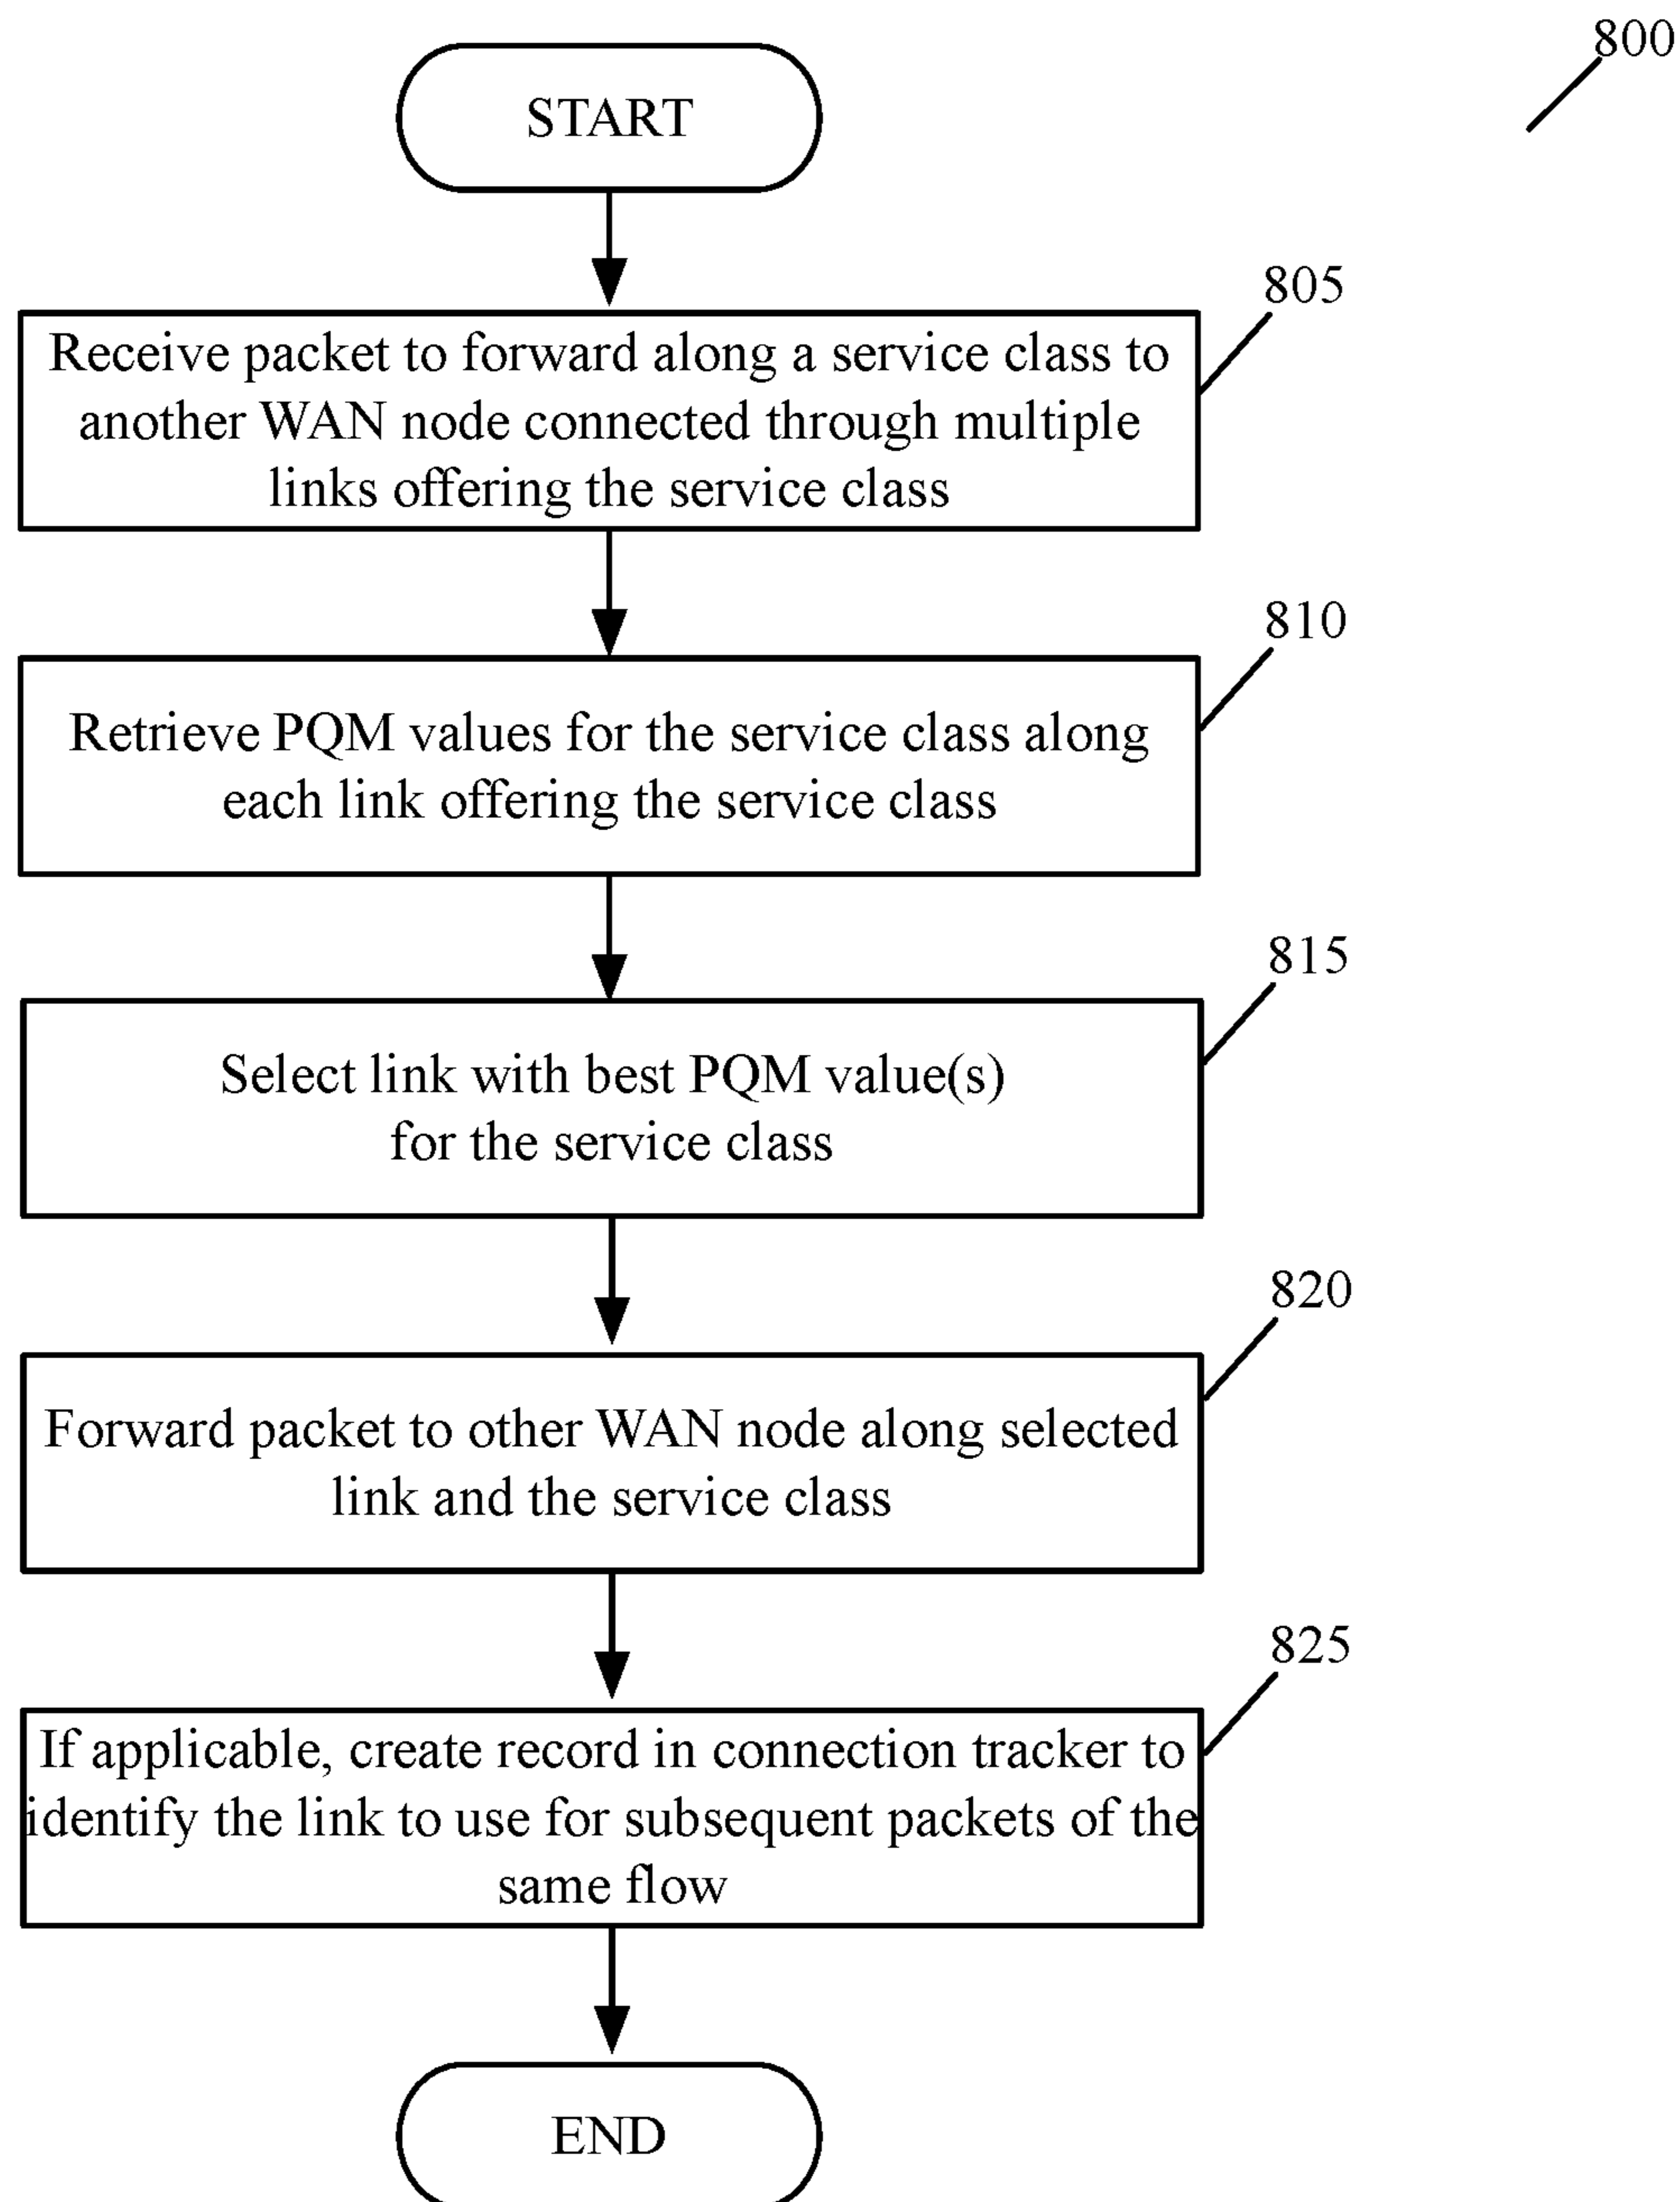 800
START
805
Receive packet to forward along a service class to
another WAN node connected through multiple
links offering the service class
810
Retrieve PQM values for the service class along
each link offering the service class
815
Select link with best PQM value(s)
for the service class
820
Forward packet to other WAN node along selected
link and the service class
825
If applicable, create record in connection tracker to
identify the link to use for subsequent packets of the
same flow
END